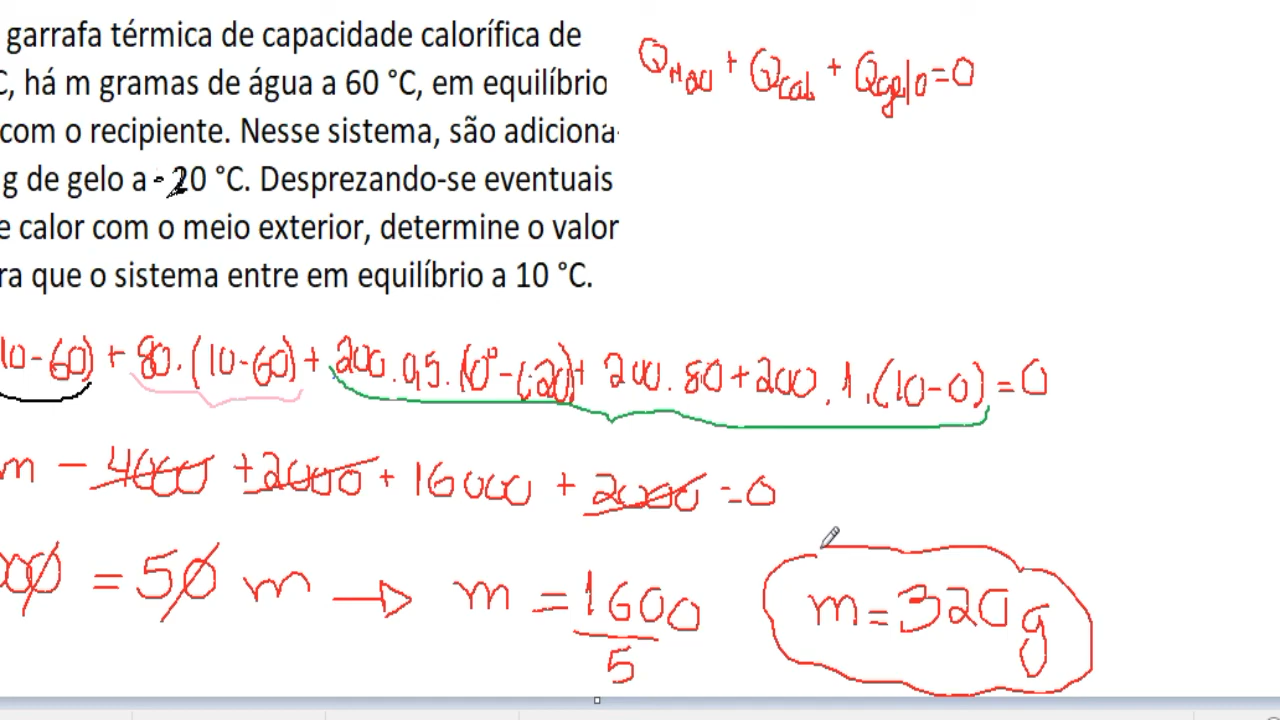 garrafa térmica de capacidade calorífica de
C, há m gramas de água a 60 °C, em equilíbrio
com o recipiente. Nesse sistema, são adiciona-
g de gelo a -20 °C. Desprezando-se eventuais
e calor com o meio exterior, determine o valor
ra que o sistema entre em equilíbrio a 10 °C.
Q H2O + Qcal + Qgelo = 0
10-60) + 80.(10-60) + 200.0,5.(0°-(-20)) + 200.80 + 200.1.(10-0) = 0
m - 4000 + 2000 + 16000 + 2000 = 0
00 = 50 m → m = 1600/5
m = 320 g